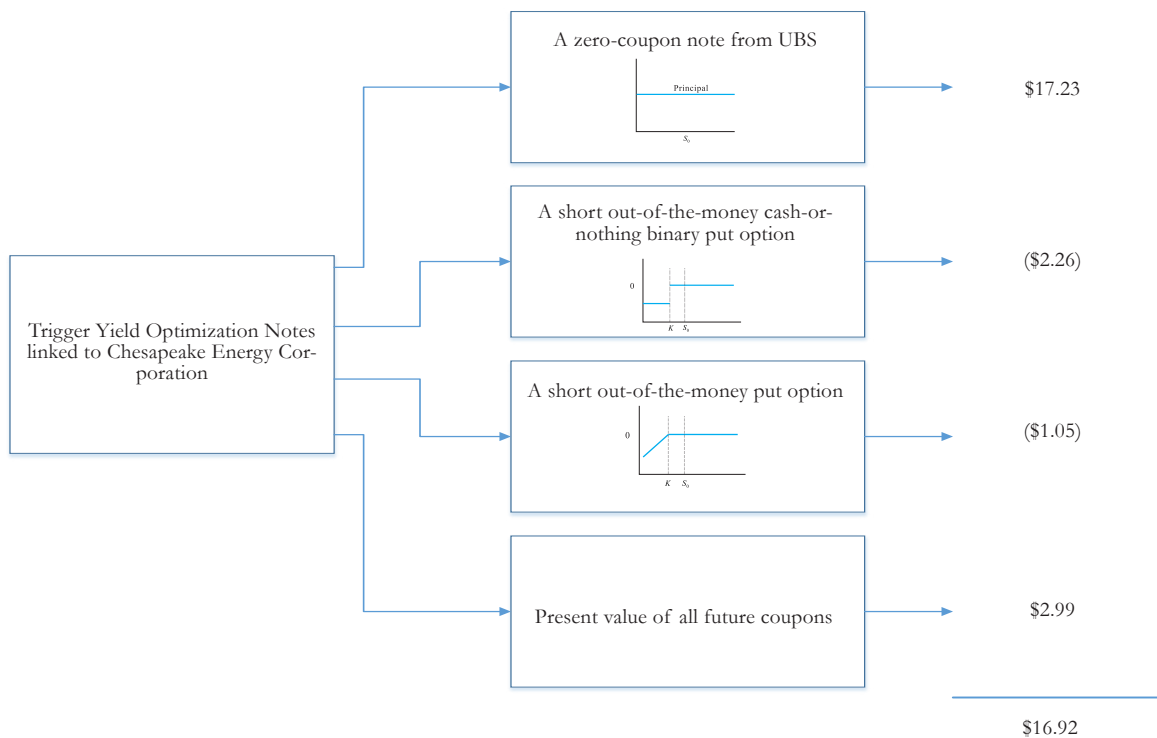 A zero-coupon note from UBS
Principal
S₀
$17.23
A short out-of-the-money cash-or-
nothing binary put option
0
K
S₀
($2.26)
Trigger Yield Optimization Notes
linked to Chesapeake Energy Cor-
poration
A short out-of-the-money put option
0
K
S₀
($1.05)
Present value of all future coupons
$2.99
$16.92